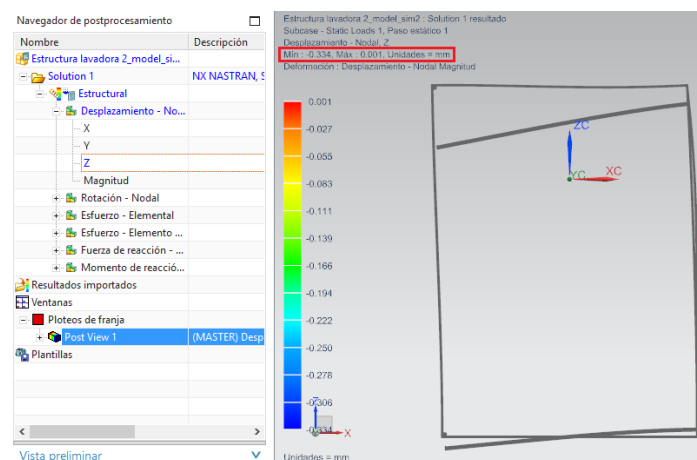 Navegador de postprocesamiento
Nombre Descripción
Estructura lavadora 2_model_si...
Solution 1 NX NASTRAN, S
Estructural
Desplazamiento - No...
X
Y
Z
Magnitud
Rotación - Nodal
Esfuerzo - Elemental
Esfuerzo - Elemento ...
Fuerza de reacción - ...
Momento de reacció...
Resultados importados
Ventanas
Ploteos de franja
Post View 1 (MASTER) Desp
Plantillas
Vista preliminar
Estructura lavadora 2_model_sim2 : Solution 1 resultado
Subcase - Static Loads 1, Paso estático 1
Desplazamiento - Nodal, Z
Mín : -0.334, Máx : 0.001, Unidades = mm
Deformación : Desplazamiento - Nodal Magnitud
0.001
-0.027
-0.055
-0.083
-0.111
-0.139
-0.166
-0.194
-0.222
-0.250
-0.278
-0.306
-0.334
Z
X
Unidades = mm
ZC
YC XC